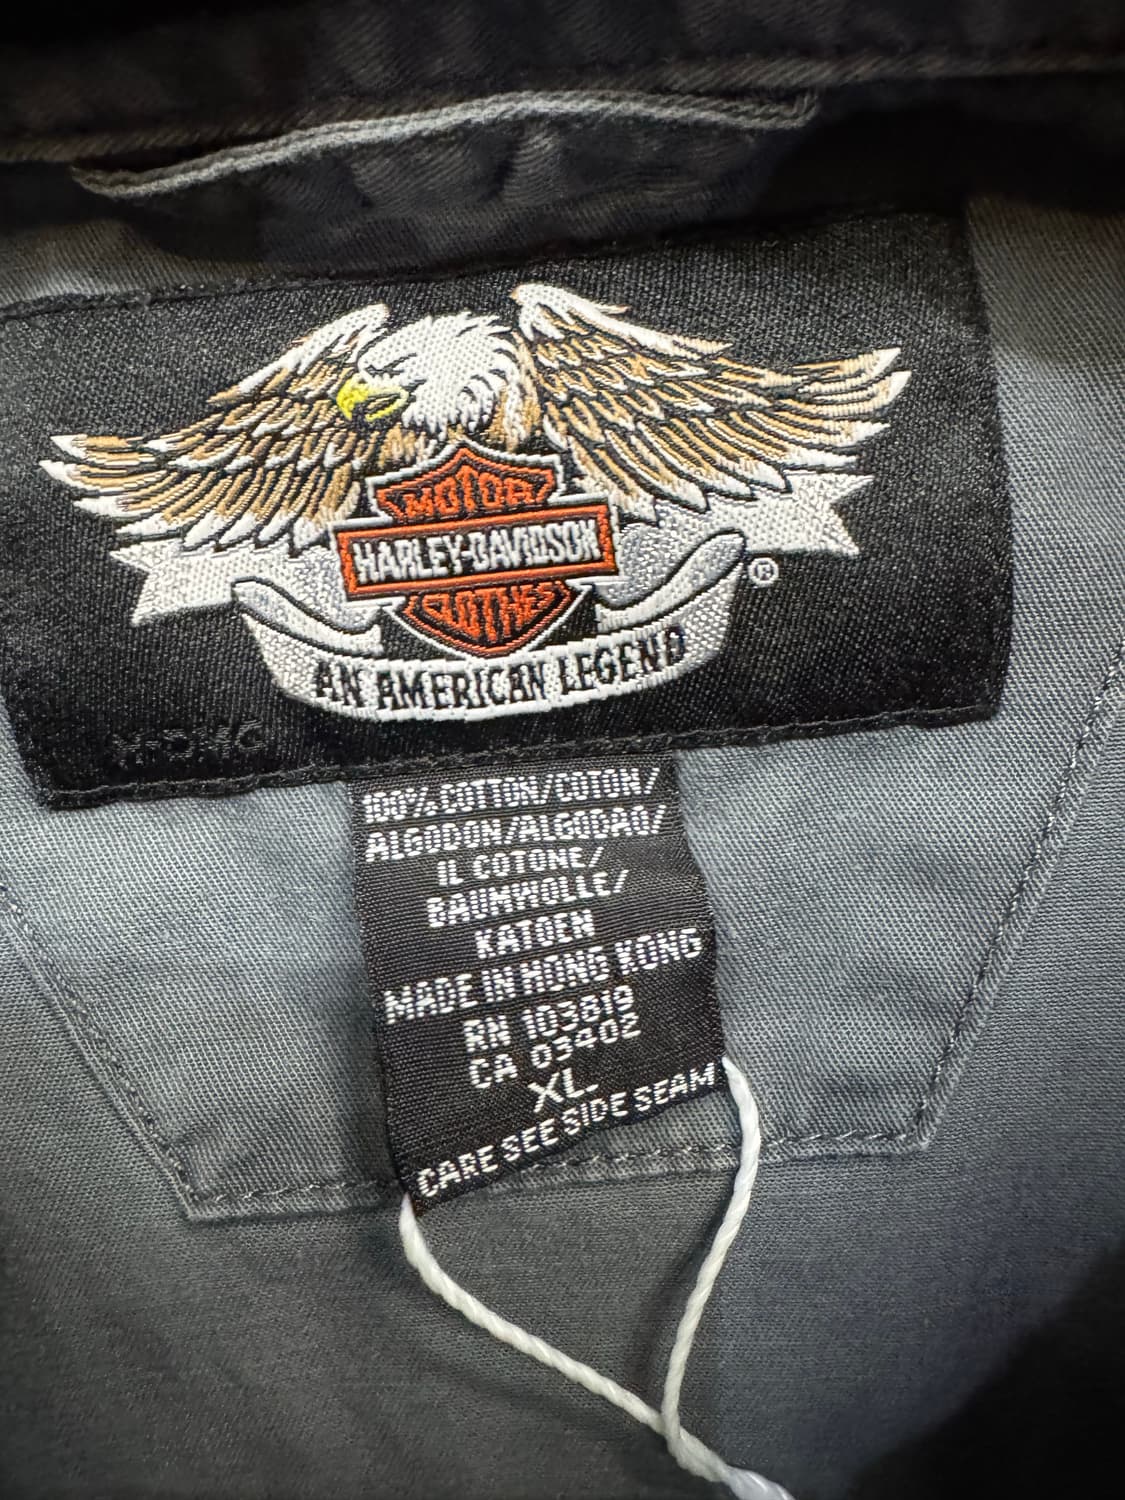 MOTOR
HARLEY-DAVIDSON
CLOTHES
®
AN AMERICAN LEGEND
H-DMC
100% COTTON/COTON/
ALGODON/ALGODAO/
IL COTONE/
BAUMWOLLE/
KATOEN
MADE IN HONG KONG
RN 103819
CA 03402
XL
CARE SEE SIDE SEAM